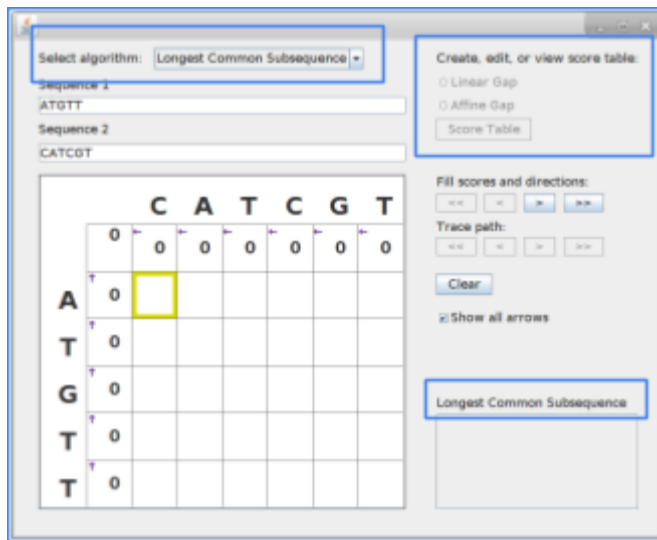 Select algorithm: Longest Common Subsequence
Sequence 1
ATGTT
Sequence 2
CATCGT
C A T C G T
0 0 0 0 0 0 0
A 0
T 0
G 0
T 0
T 0
Create, edit, or view score table:
Linear Gap
Affine Gap
Score Table
Fill scores and directions:
<< < > >>
Trace path:
<< < > >>
Clear
Show all arrows
Longest Common Subsequence